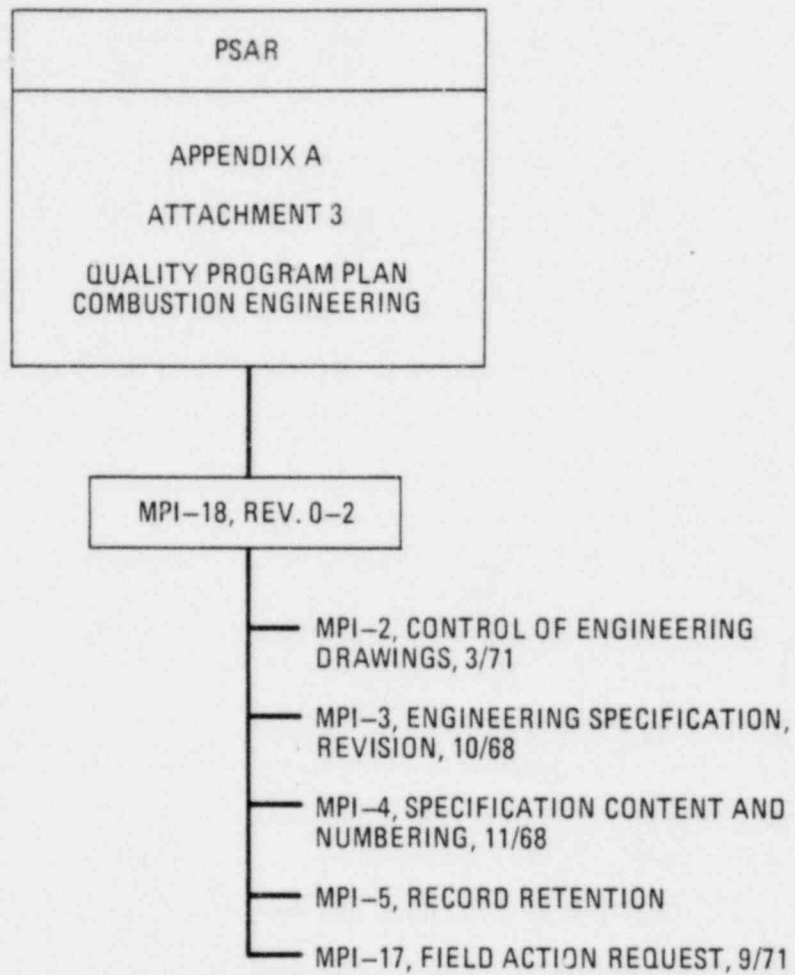 PSAR
APPENDIX A
ATTACHMENT 3
QUALITY PROGRAM PLAN
COMBUSTION ENGINEERING
MPI–18, REV. 0–2
MPI–2, CONTROL OF ENGINEERING
DRAWINGS, 3/71
MPI–3, ENGINEERING SPECIFICATION,
REVISION, 10/68
MPI–4, SPECIFICATION CONTENT AND
NUMBERING, 11/68
MPI–5, RECORD RETENTION
MPI–17, FIELD ACTION REQUEST, 9/71